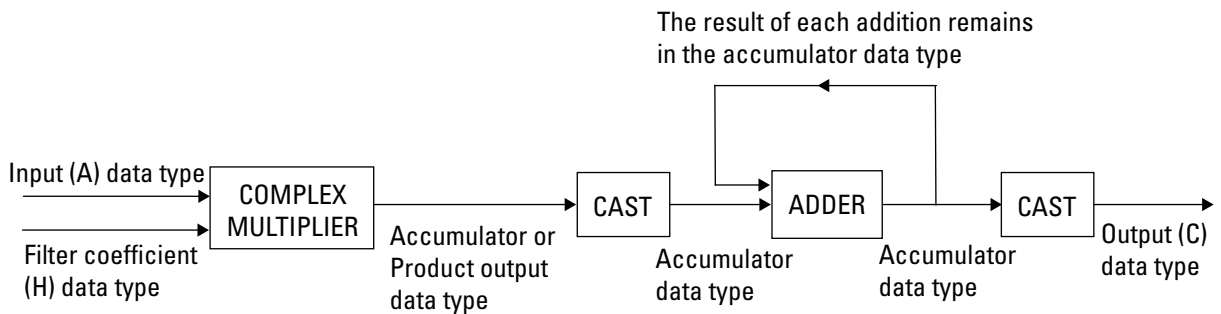 The result of each addition remains
in the accumulator data type
Input (A) data type
COMPLEX
MULTIPLIER
CAST
ADDER
CAST
Filter coefficient
(H) data type
Accumulator or
Product output
data type
Accumulator
data type
Accumulator
data type
Output (C)
data type